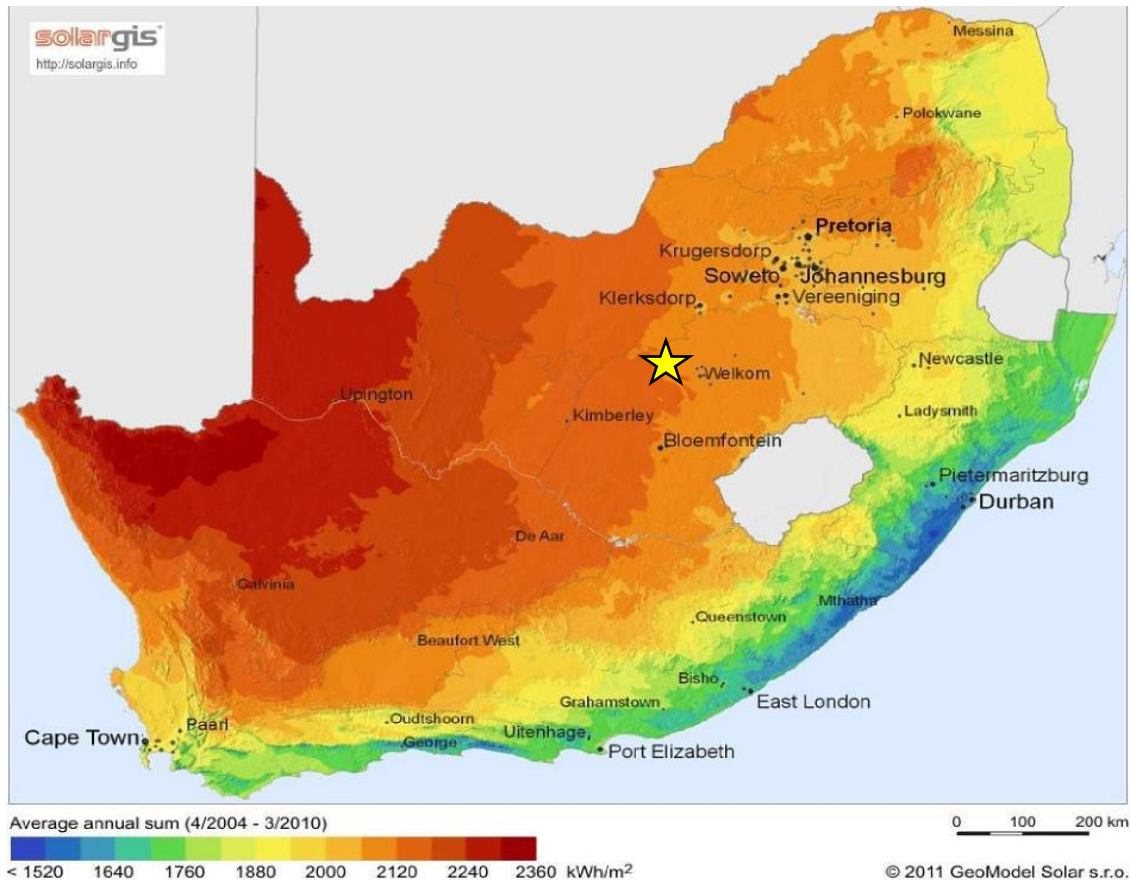 solargis
http://solargis.info
Messina
Polokwane
Pretoria
Krugersdorp
Soweto Johannesburg
Klerksdorp Vereeniging
Newcastle
Welkom
Upington
Kimberley
Ladysmith
Bloemfontein
Pietermaritzburg
Durban
De Aar
Calvinia
Mthatha
Queenstown
Beaufort West
Bisho
Grahamstown
East London
Oudtshoorn
Paarl
Uitenhage
Cape Town
George
Port Elizabeth
Average annual sum (4/2004 - 3/2010)
0 100 200 km
< 1520 1640 1760 1880 2000 2120 2240 2360 kWh/m²
© 2011 GeoModel Solar s.r.o.